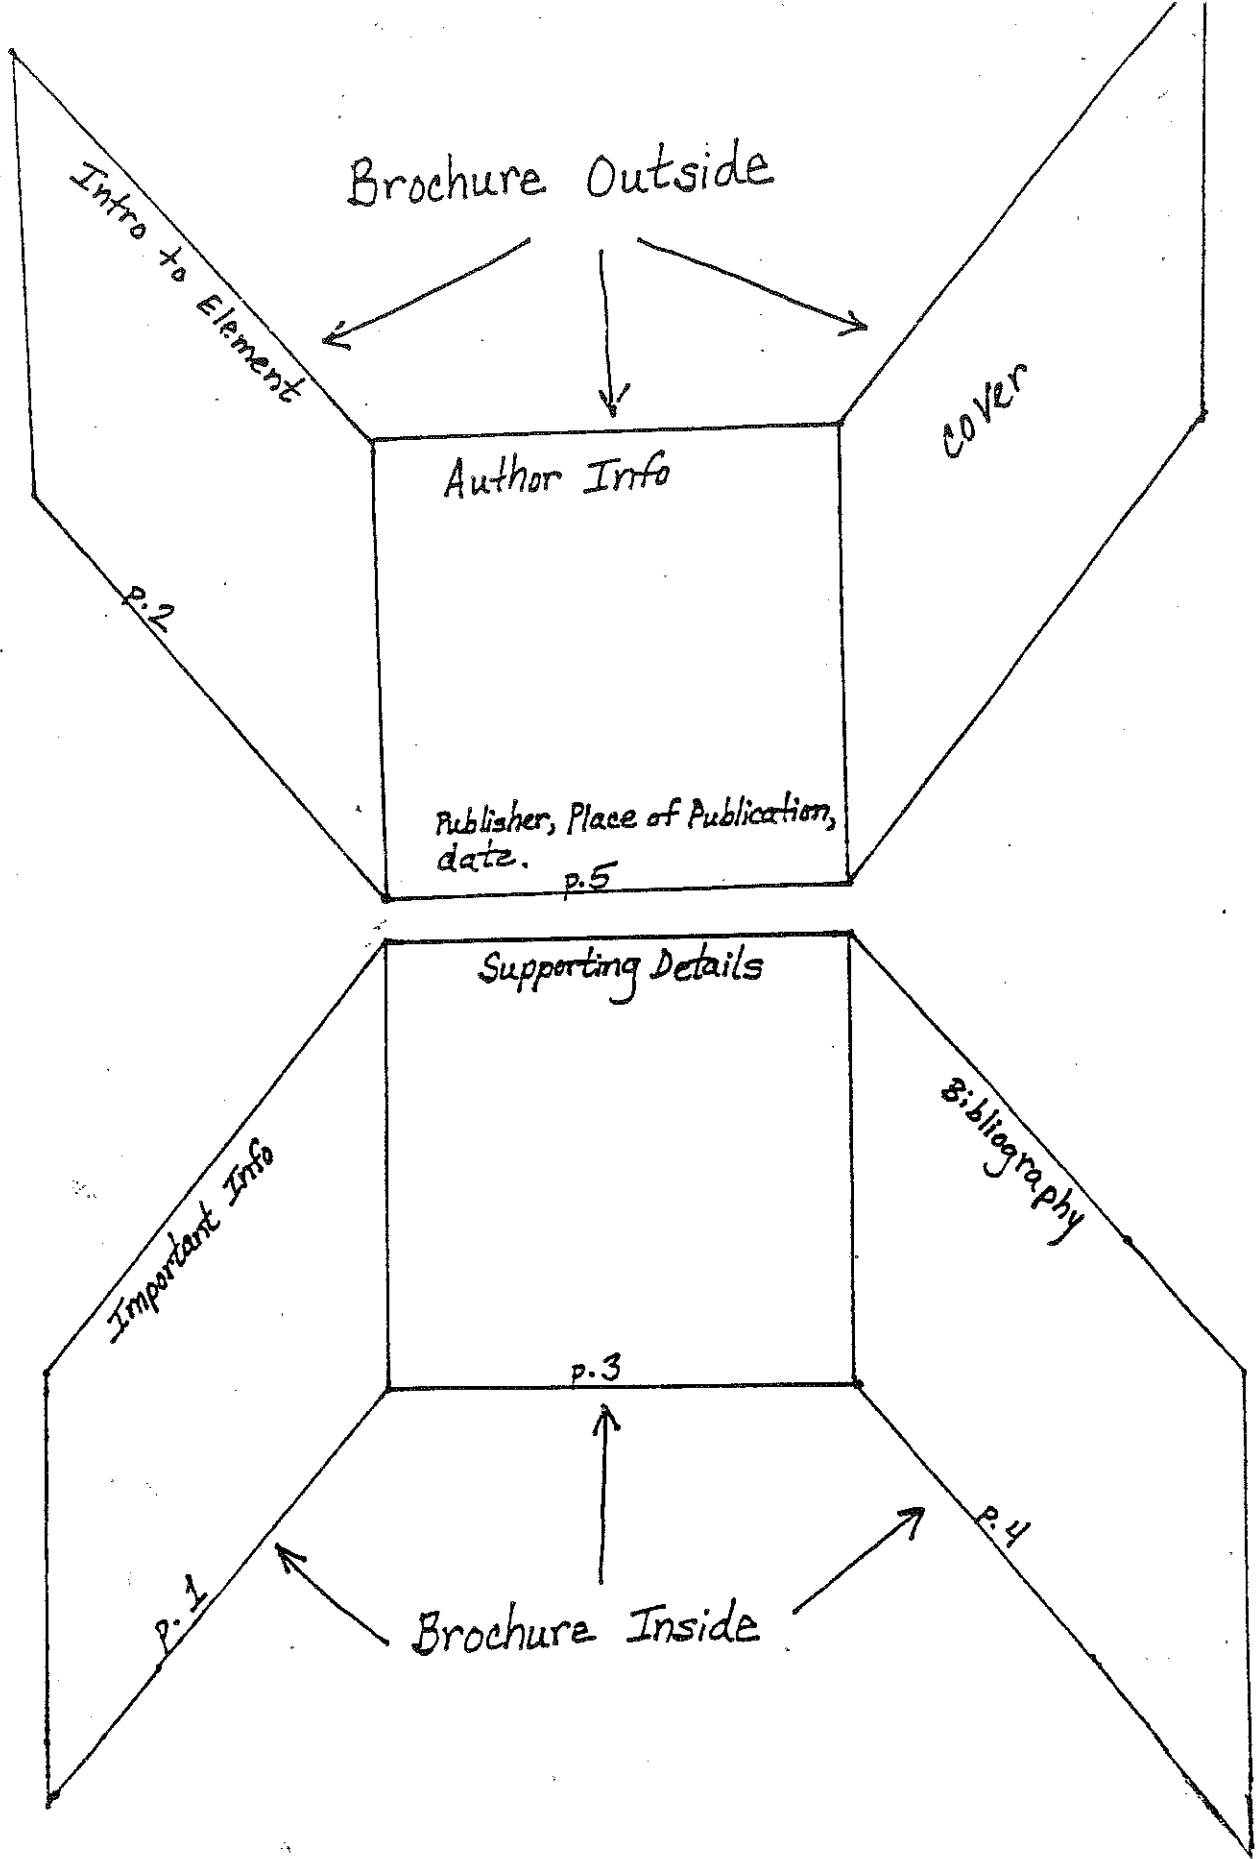 Brochure Outside
Intro to Element
p.2
Author Info
Publisher, Place of Publication,
date.
p.5
Cover
Supporting Details
p.3
Important Info
p.1
Bibliography
p.4
Brochure Inside